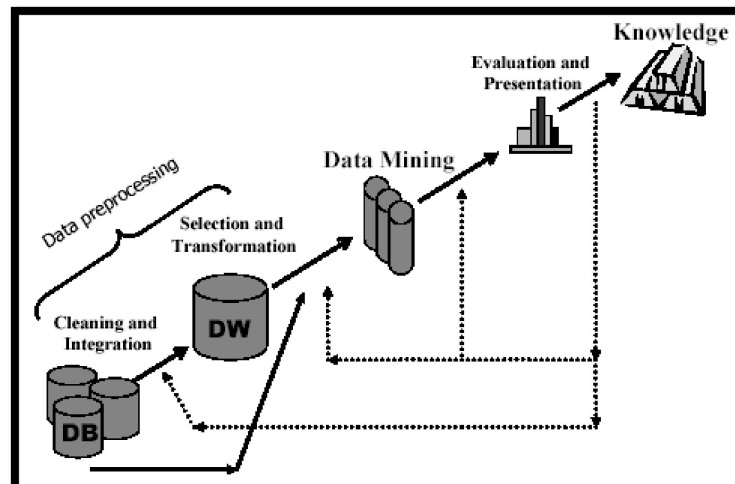 Knowledge
Evaluation and
Presentation
Data Mining
Data preprocessing
Selection and
Transformation
DW
Cleaning and
Integration
DB